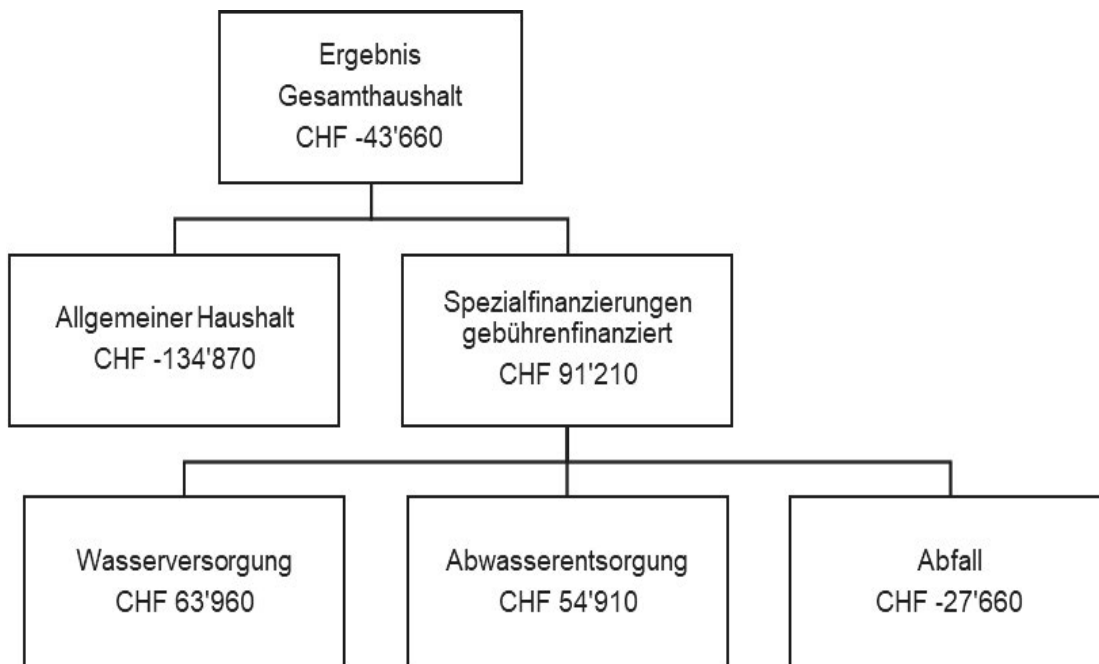 Ergebnis
Gesamthaushalt
CHF -43'660
Allgemeiner Haushalt
CHF -134'870
Spezialfinanzierungen
gebührenfinanziert
CHF 91'210
Wasserversorgung
CHF 63'960
Abwasserentsorgung
CHF 54'910
Abfall
CHF -27'660